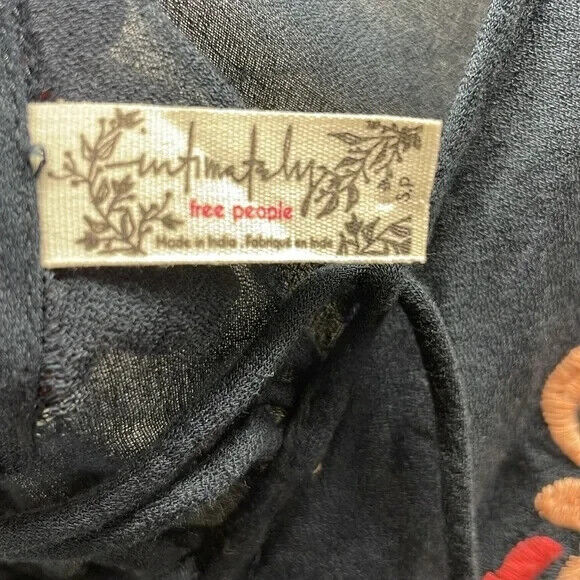 intimately
free people
Made in India . Fabriqué en Inde
S.P